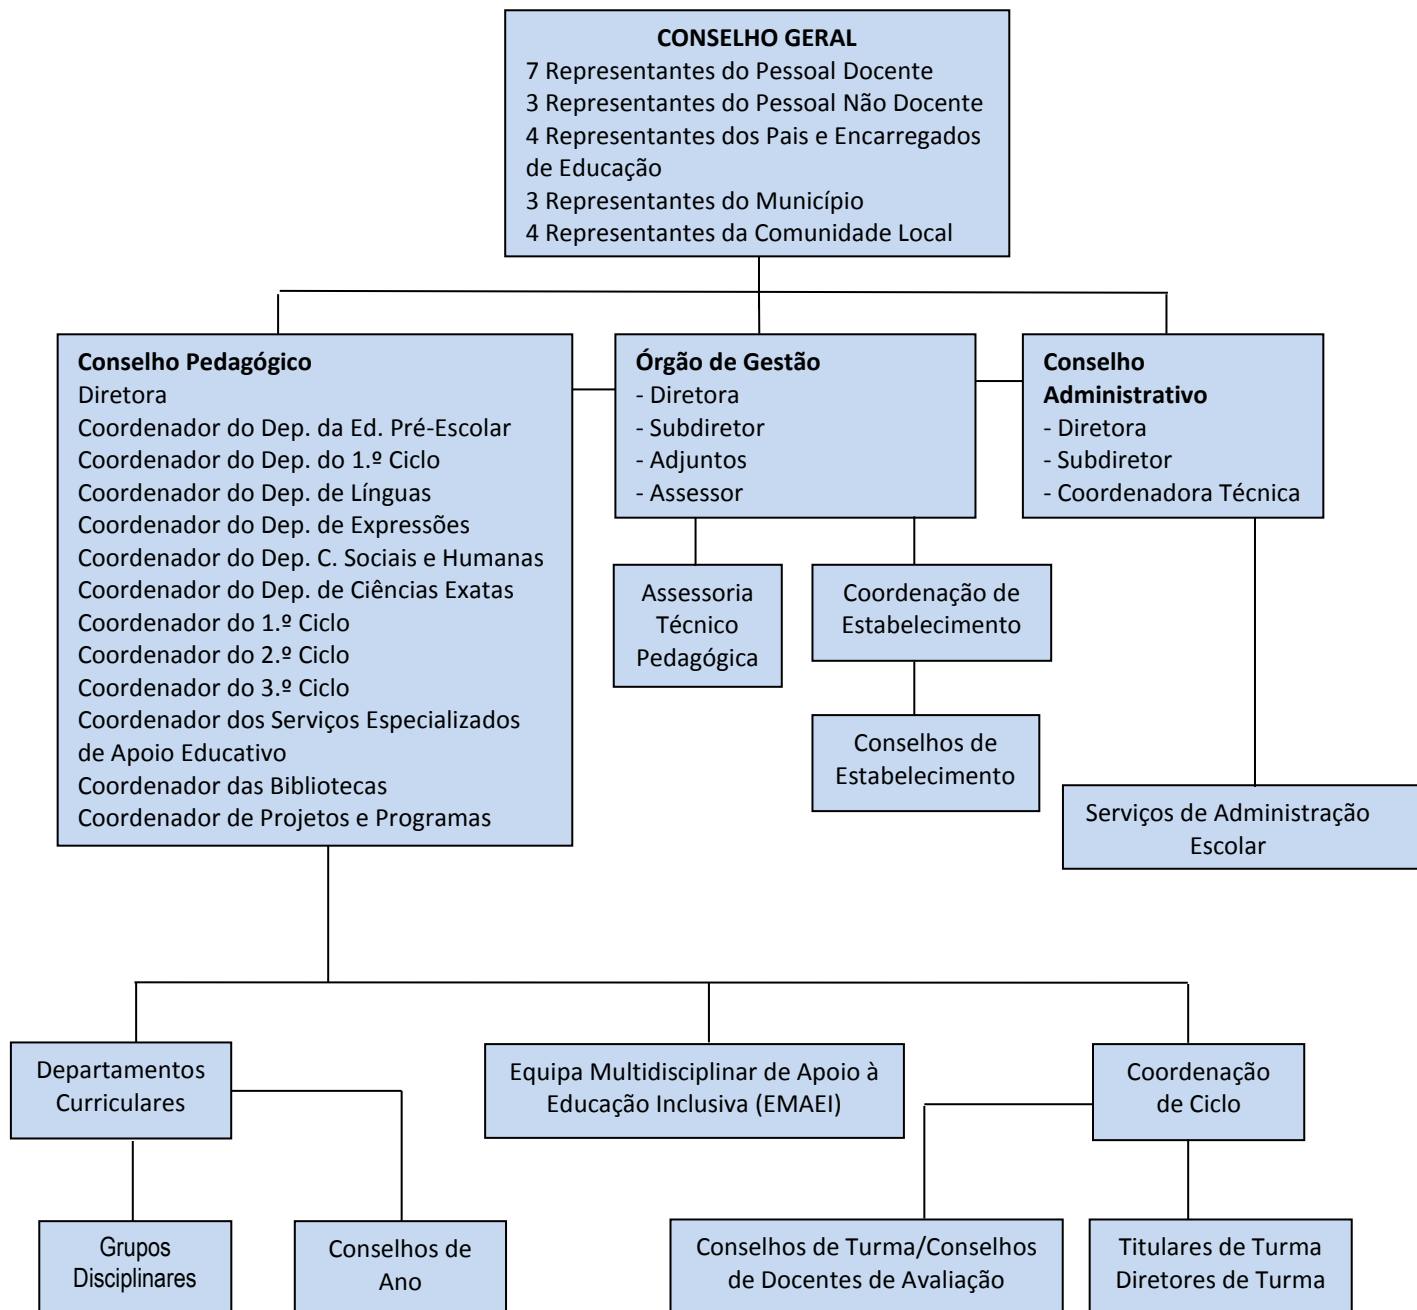 CONSELHO GERAL
7 Representantes do Pessoal Docente
3 Representantes do Pessoal Não Docente
4 Representantes dos Pais e Encarregados
de Educação
3 Representantes do Município
4 Representantes da Comunidade Local
Conselho Pedagógico
Diretora
Coordenador do Dep. da Ed. Pré-Escolar
Coordenador do Dep. do 1.º Ciclo
Coordenador do Dep. de Línguas
Coordenador do Dep. de Expressões
Coordenador do Dep. C. Sociais e Humanas
Coordenador do Dep. de Ciências Exatas
Coordenador do 1.º Ciclo
Coordenador do 2.º Ciclo
Coordenador do 3.º Ciclo
Coordenador dos Serviços Especializados
de Apoio Educativo
Coordenador das Bibliotecas
Coordenador de Projetos e Programas
Órgão de Gestão
- Diretora
- Subdiretor
- Adjuntos
- Assessor
Conselho
Administrativo
- Diretora
- Subdiretor
- Coordenadora Técnica
Assessoria
Técnico
Pedagógica
Coordenação de
Estabelecimento
Conselhos de
Estabelecimento
Serviços de Administração
Escolar
Departamentos
Curriculares
Equipa Multidisciplinar de Apoio à
Educação Inclusiva (EMAEI)
Coordenação
de Ciclo
Grupos
Disciplinares
Conselhos de
Ano
Conselhos de Turma/Conselhos
de Docentes de Avaliação
Titulares de Turma
Diretores de Turma